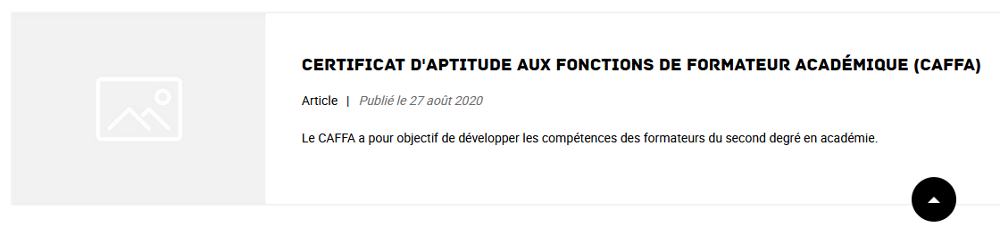 CERTIFICAT D'APTITUDE AUX FONCTIONS DE FORMATEUR ACADÉMIQUE (CAFFA)
Article | Publié le 27 août 2020
Le CAFFA a pour objectif de développer les compétences des formateurs du second degré en académie.